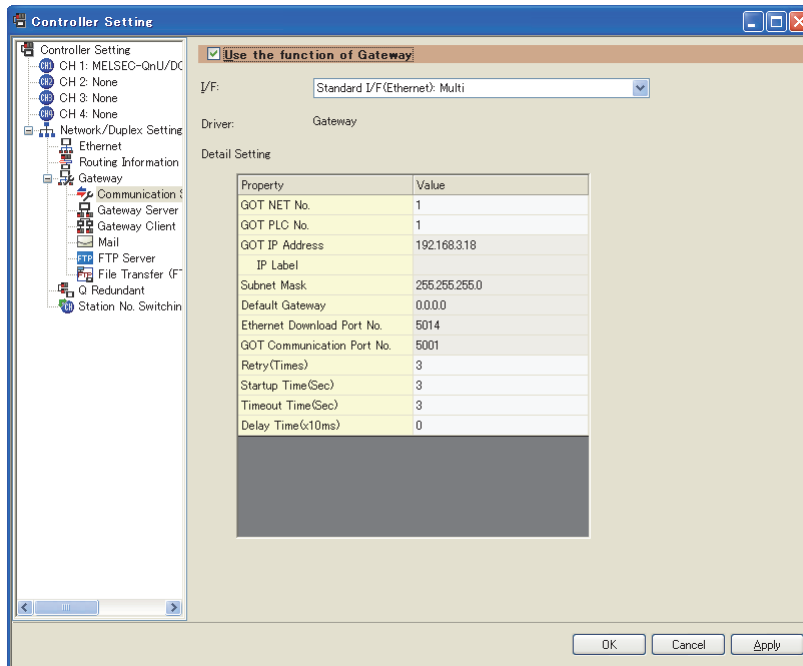 Controller Setting
Controller Setting
CH 1: MELSEC-QnU/DC
CH 2: None
CH 3: None
CH 4: None
Network/Duplex Setting
Ethernet
Routing Information
Gateway
Communication S
Gateway Server
Gateway Client
Mail
FTP Server
File Transfer (FT
Q Redundant
Station No. Switchin
Use the function of Gateway
I/F: Standard I/F(Ethernet): Multi
Driver: Gateway
Detail Setting
Property Value
GOT NET No. 1
GOT PLC No. 1
GOT IP Address 192.168.3.18
IP Label
Subnet Mask 255.255.255.0
Default Gateway 0.0.0.0
Ethernet Download Port No. 5014
GOT Communication Port No. 5001
Retry(Times) 3
Startup Time(Sec) 3
Timeout Time(Sec) 3
Delay Time(x10ms) 0
OK Cancel Apply